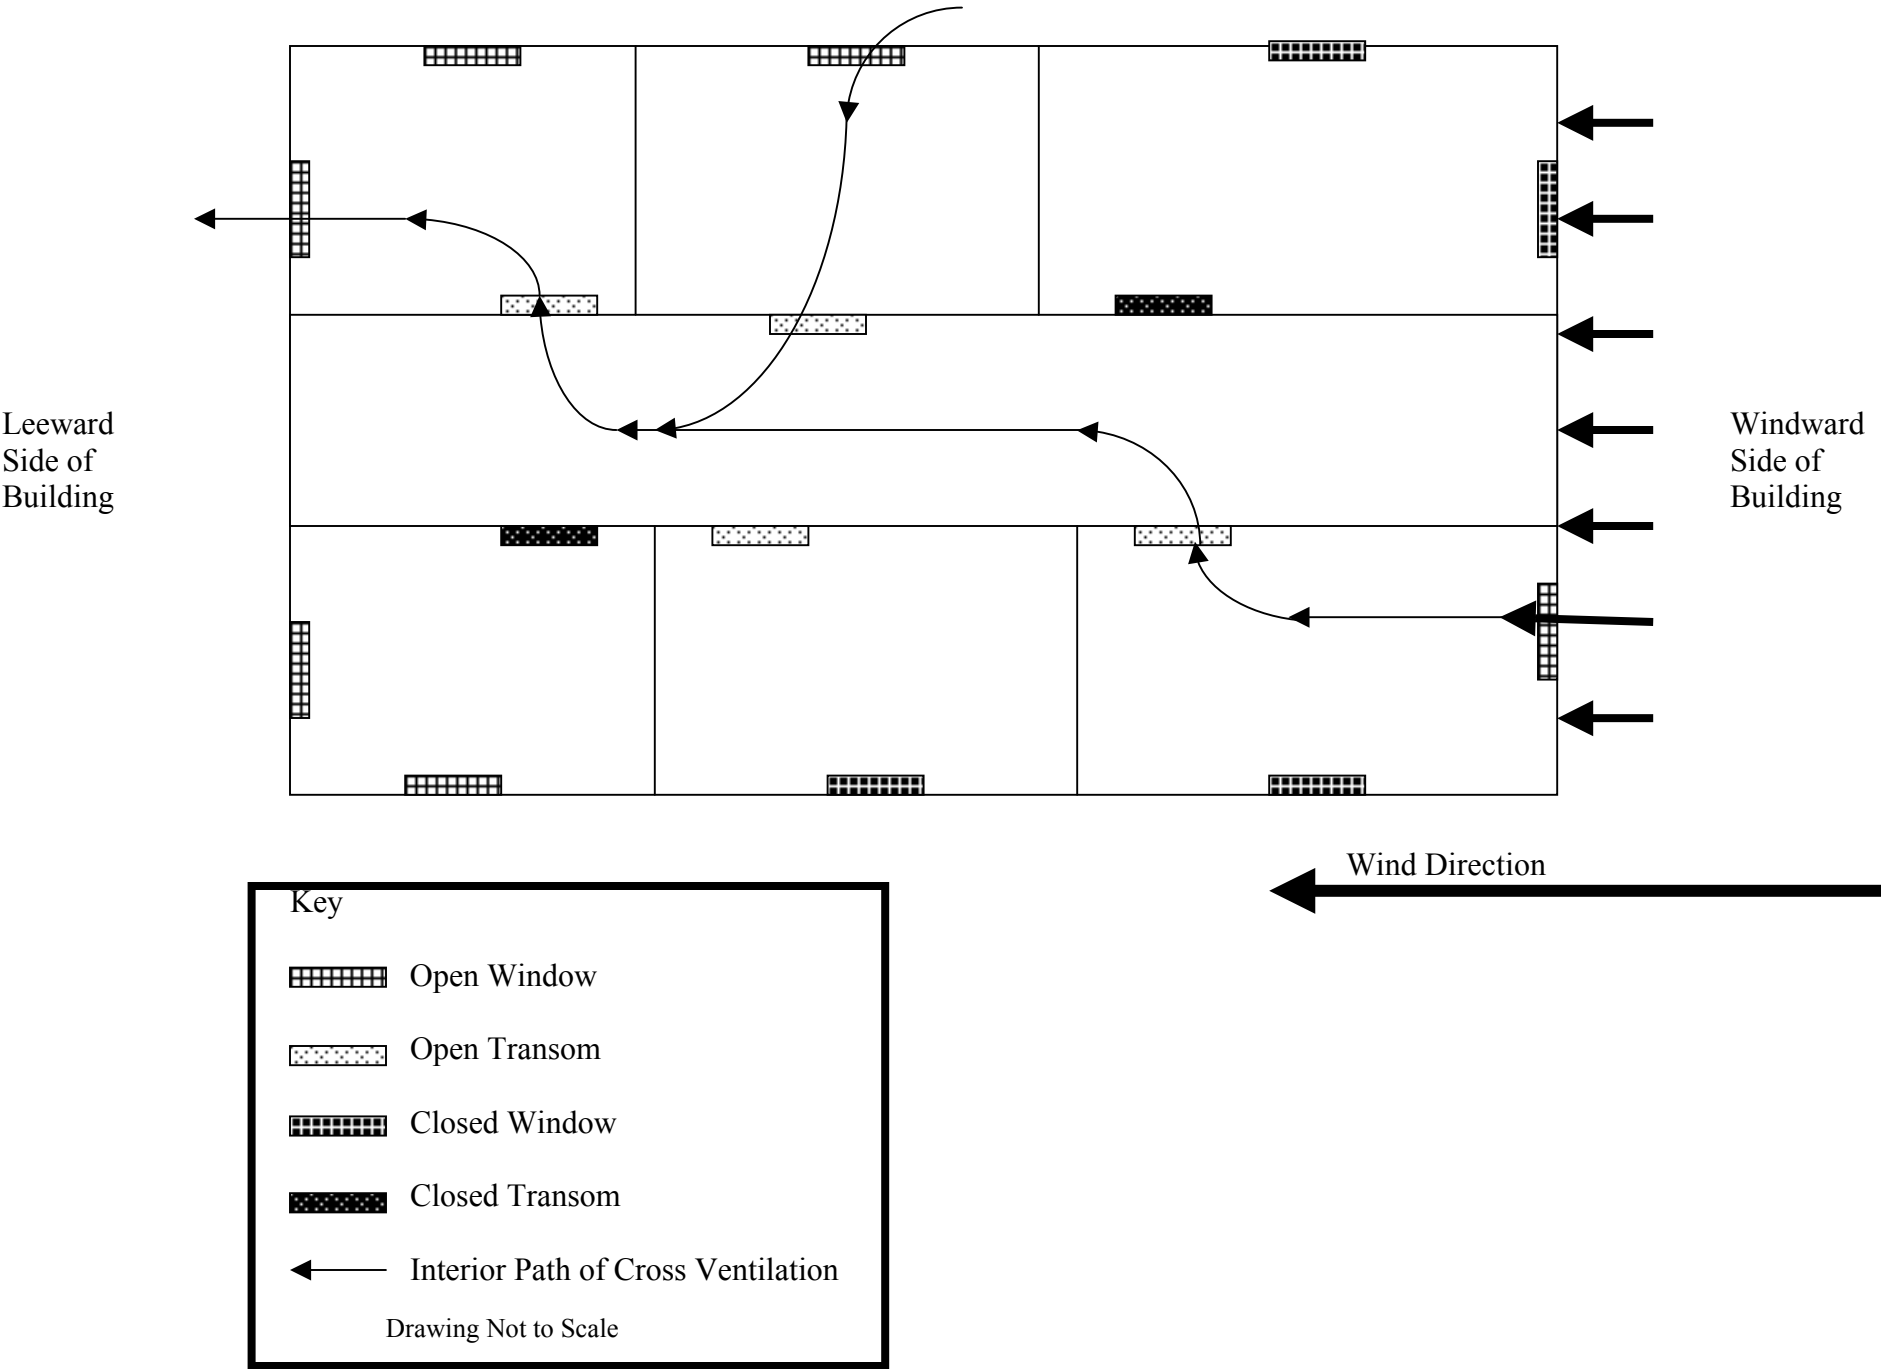 Leeward
Side of
Building
Windward
Side of
Building
Wind Direction
Key
Open Window
Open Transom
Closed Window
Closed Transom
Interior Path of Cross Ventilation
Drawing Not to Scale